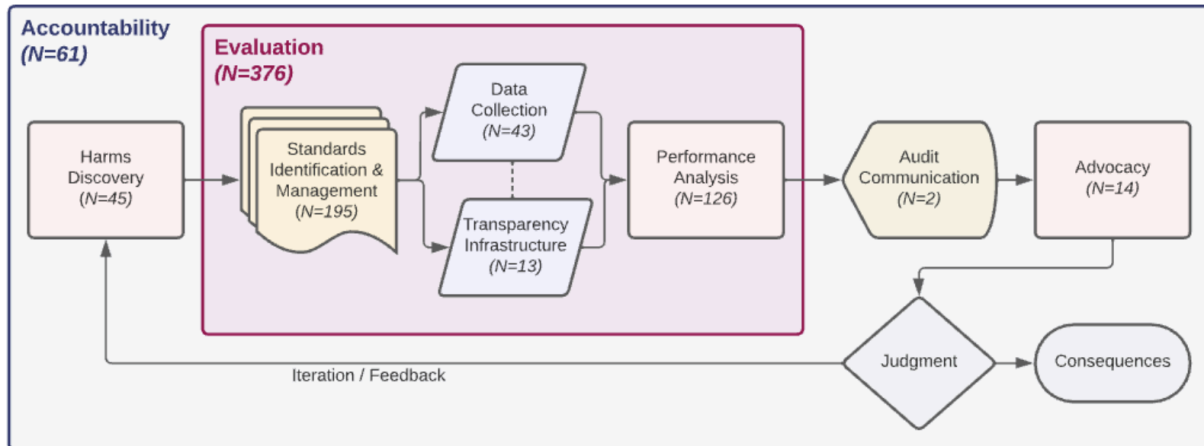 Accountability
(N=61)
Evaluation
(N=376)
Harms
Discovery
(N=45)
Standards
Identification &
Management
(N=195)
Data
Collection
(N=43)
Transparency
Infrastructure
(N=13)
Performance
Analysis
(N=126)
Audit
Communication
(N=2)
Advocacy
(N=14)
Judgment
Consequences
Iteration / Feedback